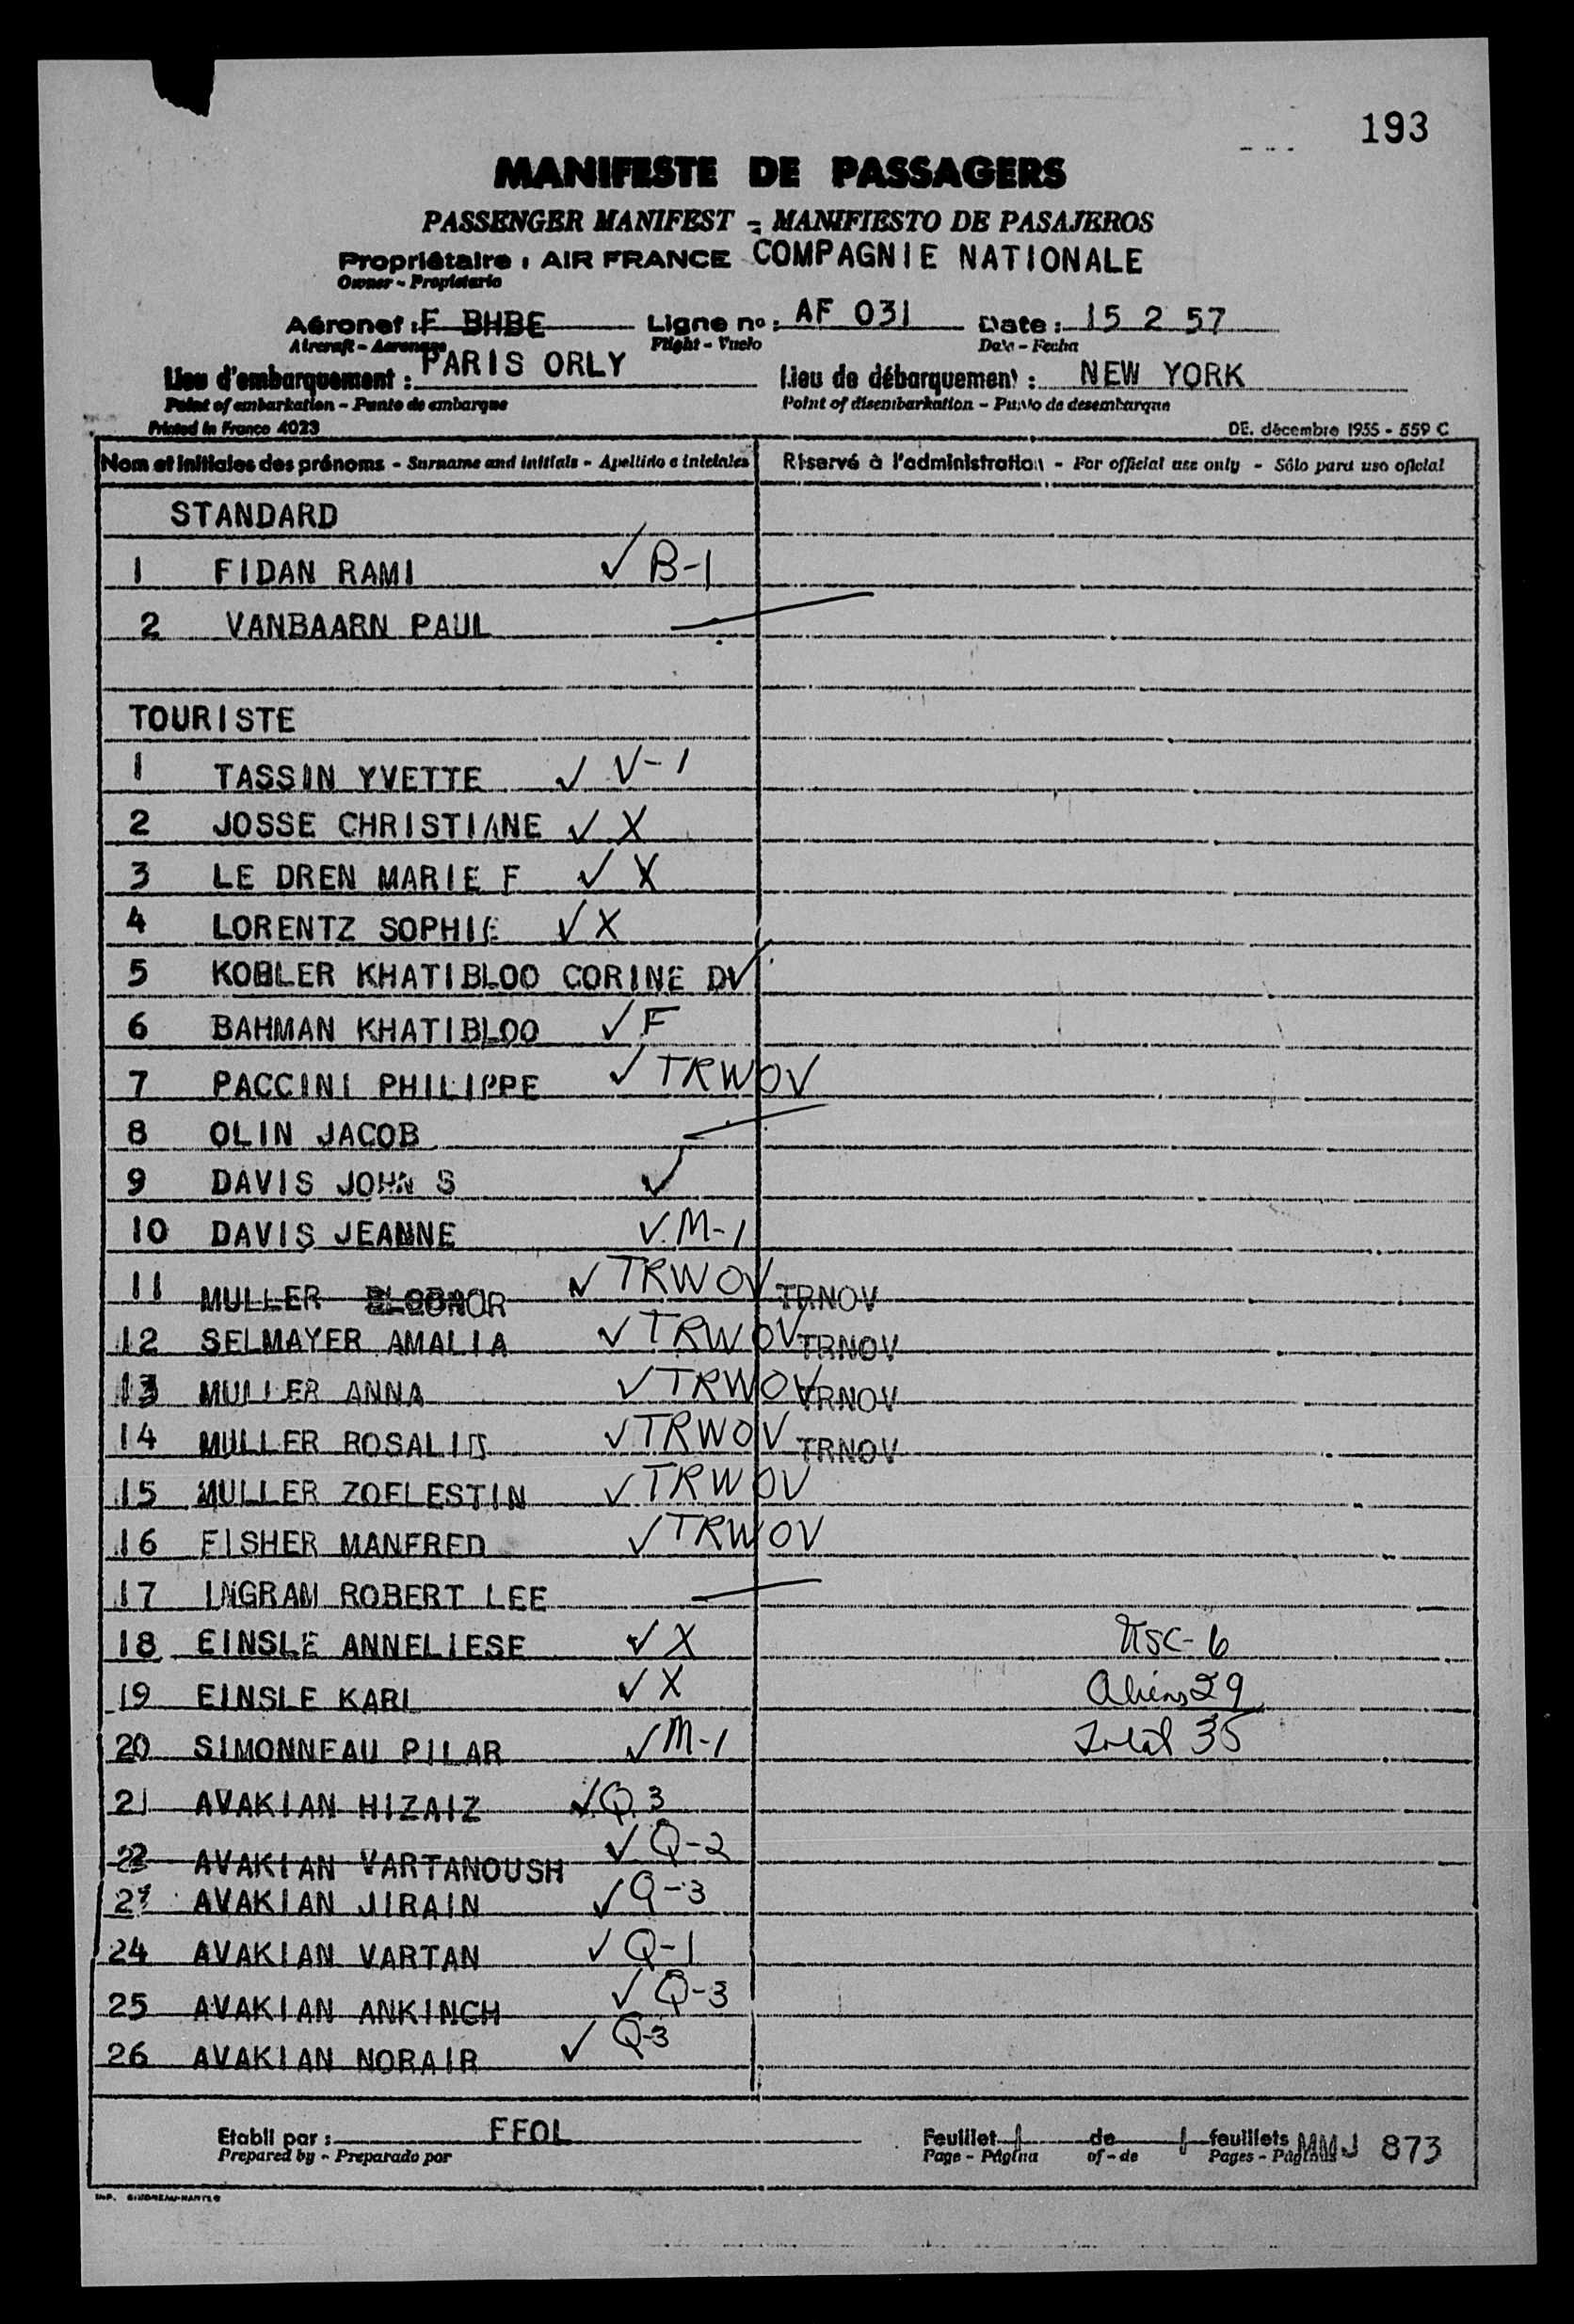 193
MANIFESTE DE PASSAGERS
PASSENGER MANIFEST - MANIFIESTO DE PASAJEROS
Propriétaire : AIR FRANCE COMPAGNIE NATIONALE
Owner - Propietario
Aéronef : F BHBE Ligne no : AF 031 Date : 15 2 57
Aircraft - Aeronave Flight - Vuelo Date - Fecha
Lieu d'embarquement : PARIS ORLY Lieu de débarquement : NEW YORK
Point of embarkation - Punto de embarque Point of disembarkation - Punto de desembarque
Printed in France 4023 DE. décembre 1955 - 559 C
Nom et initiales des prénoms - Surname and initials - Apellido e iniciales Réservé à l'administration - For official use only - Sólo para uso oficial
STANDARD
1 FIDAN RAMI ✓ B-1
2 VANBAARN PAUL
TOURISTE
1 TASSIN YVETTE ✓ V-1
2 JOSSE CHRISTIANE ✓ X
3 LE DREN MARIE F ✓ X
4 LORENTZ SOPHIE ✓ X
5 KOBLER KHATIBLOO CORINE D ✓
6 BAHMAN KHATIBLOO ✓ F
7 PACCINI PHILIPPE ✓ TRWOV
8 OLIN JACOB
9 DAVIS JOHN S ✓
10 DAVIS JEANNE ✓ M-1
11 MULLER ✓ TRWOV TRNOV
12 SELMAYER AMALIA ✓ TRWOV TRNOV
13 MULLER ANNA ✓ TRWOV TRNOV
14 MULLER ROSALIE ✓ TRWOV TRNOV
15 MULLER ZOELESTIN ✓ TRWOV
16 FISHER MANFRED ✓ TRWOV
17 INGRAM ROBERT LEE
18 EINSLE ANNELIESE ✓ X USC-6
19 EINSLE KARL ✓ X Aliens 29
20 SIMONNEAU PILAR ✓ M-1 Total 35
21 AVAKIAN HIZAIZ ✓ Q 3
22 AVAKIAN VARTANOUSH ✓ Q-2
AVAKIAN JIRAIN ✓ Q-3
24 AVAKIAN VARTAN ✓ Q-1
25 AVAKIAN ANKINCH ✓ Q-3
26 AVAKIAN NORAIR ✓ Q-3
Etabli par : FFOL Feuillet 1 de 1 feuillets MMJ 873
Prepared by - Preparado por Page - Página of - de Pages - Páginas